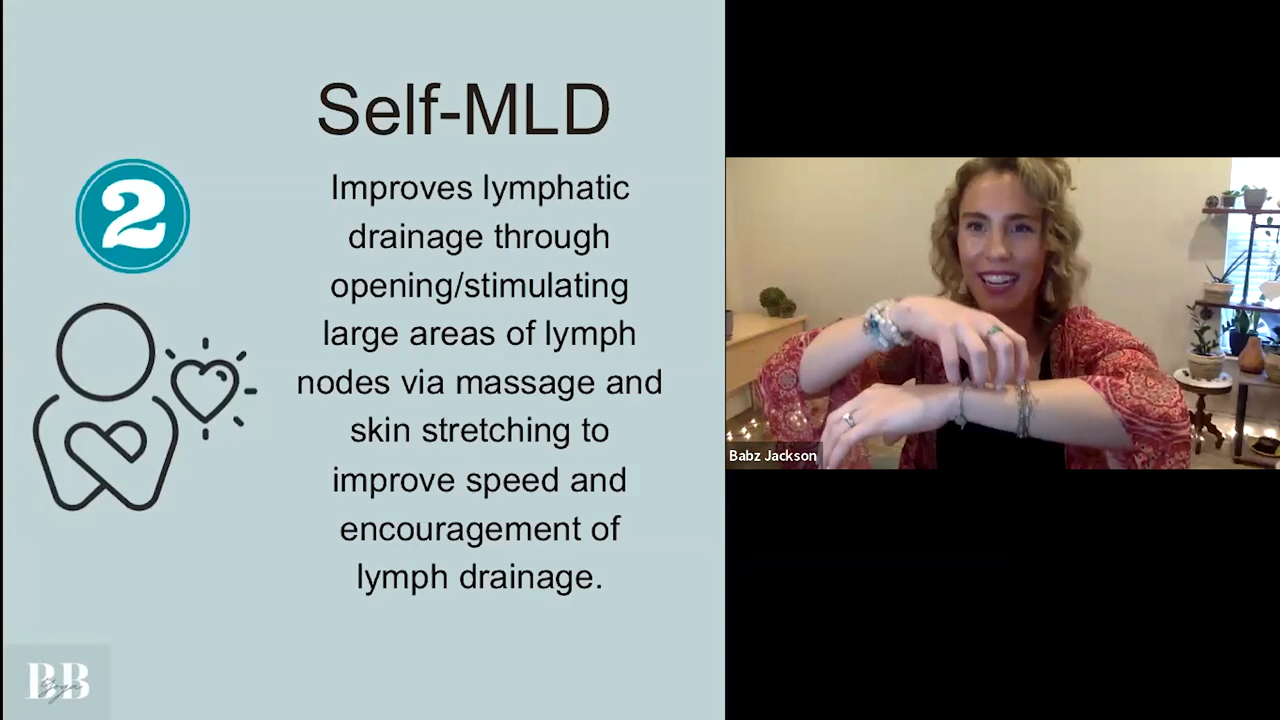 Self-MLD
2
Improves lymphatic
drainage through
opening/stimulating
large areas of lymph
nodes via massage and
skin stretching to
improve speed and
encouragement of
lymph drainage.
Babz Jackson
BB
Yoga